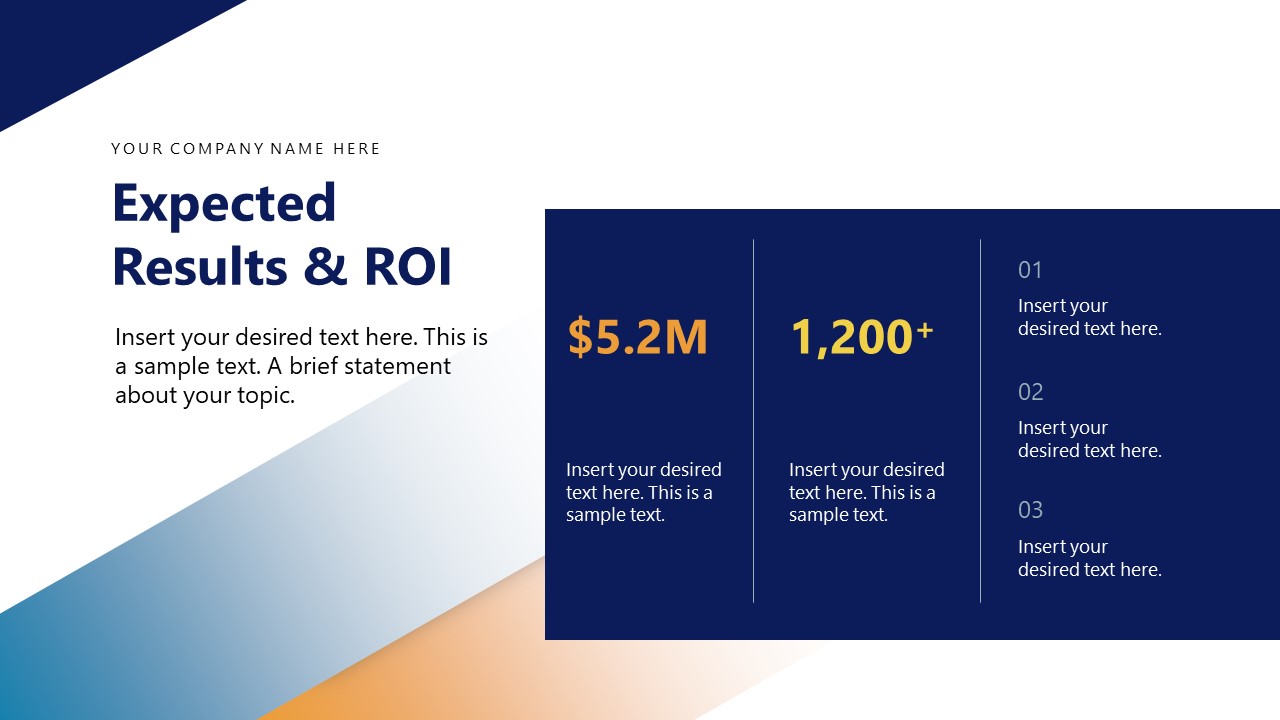 YOUR COMPANY NAME HERE
Expected
Results & ROI
Insert your desired text here. This is
a sample text. A brief statement
about your topic.
$5.2M
Insert your desired
text here. This is a
sample text.
1,200+
Insert your desired
text here. This is a
sample text.
01
Insert your
desired text here.
02
Insert your
desired text here.
03
Insert your
desired text here.